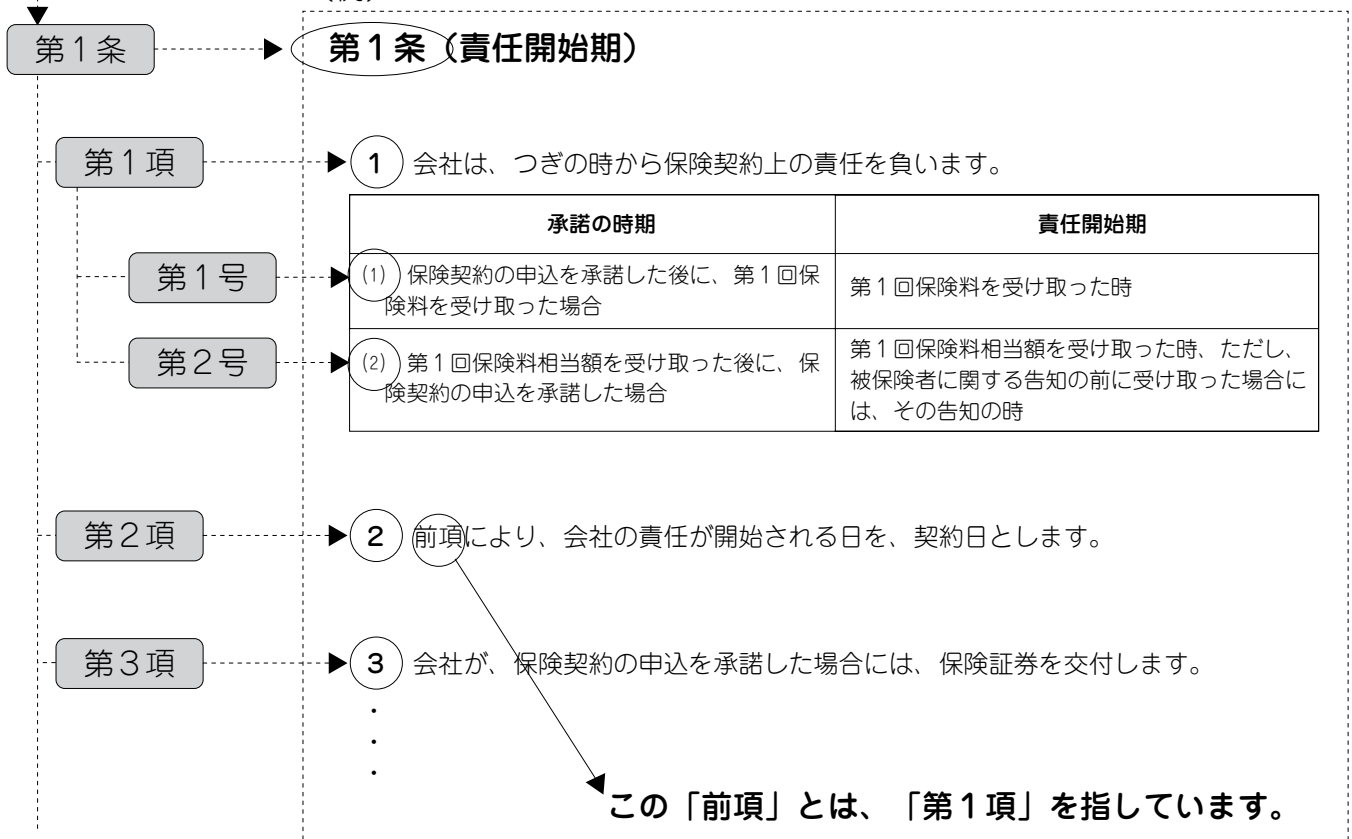 第1条
第1条（責任開始期）
第1項
1 会社は、つぎの時から保険契約上の責任を負います。
承諾の時期
責任開始期
第1号
(1) 保険契約の申込を承諾した後に、第1回保
険料を受け取った場合
第1回保険料を受け取った時
第2号
(2) 第1回保険料相当額を受け取った後に、保
険契約の申込を承諾した場合
第1回保険料相当額を受け取った時、ただし、
被保険者に関する告知の前に受け取った場合に
は、その告知の時
第2項
2 前項により、会社の責任が開始される日を、契約日とします。
第3項
3 会社が、保険契約の申込を承諾した場合には、保険証券を交付します。
・
・
・
この「前項」とは、「第1項」を指しています。